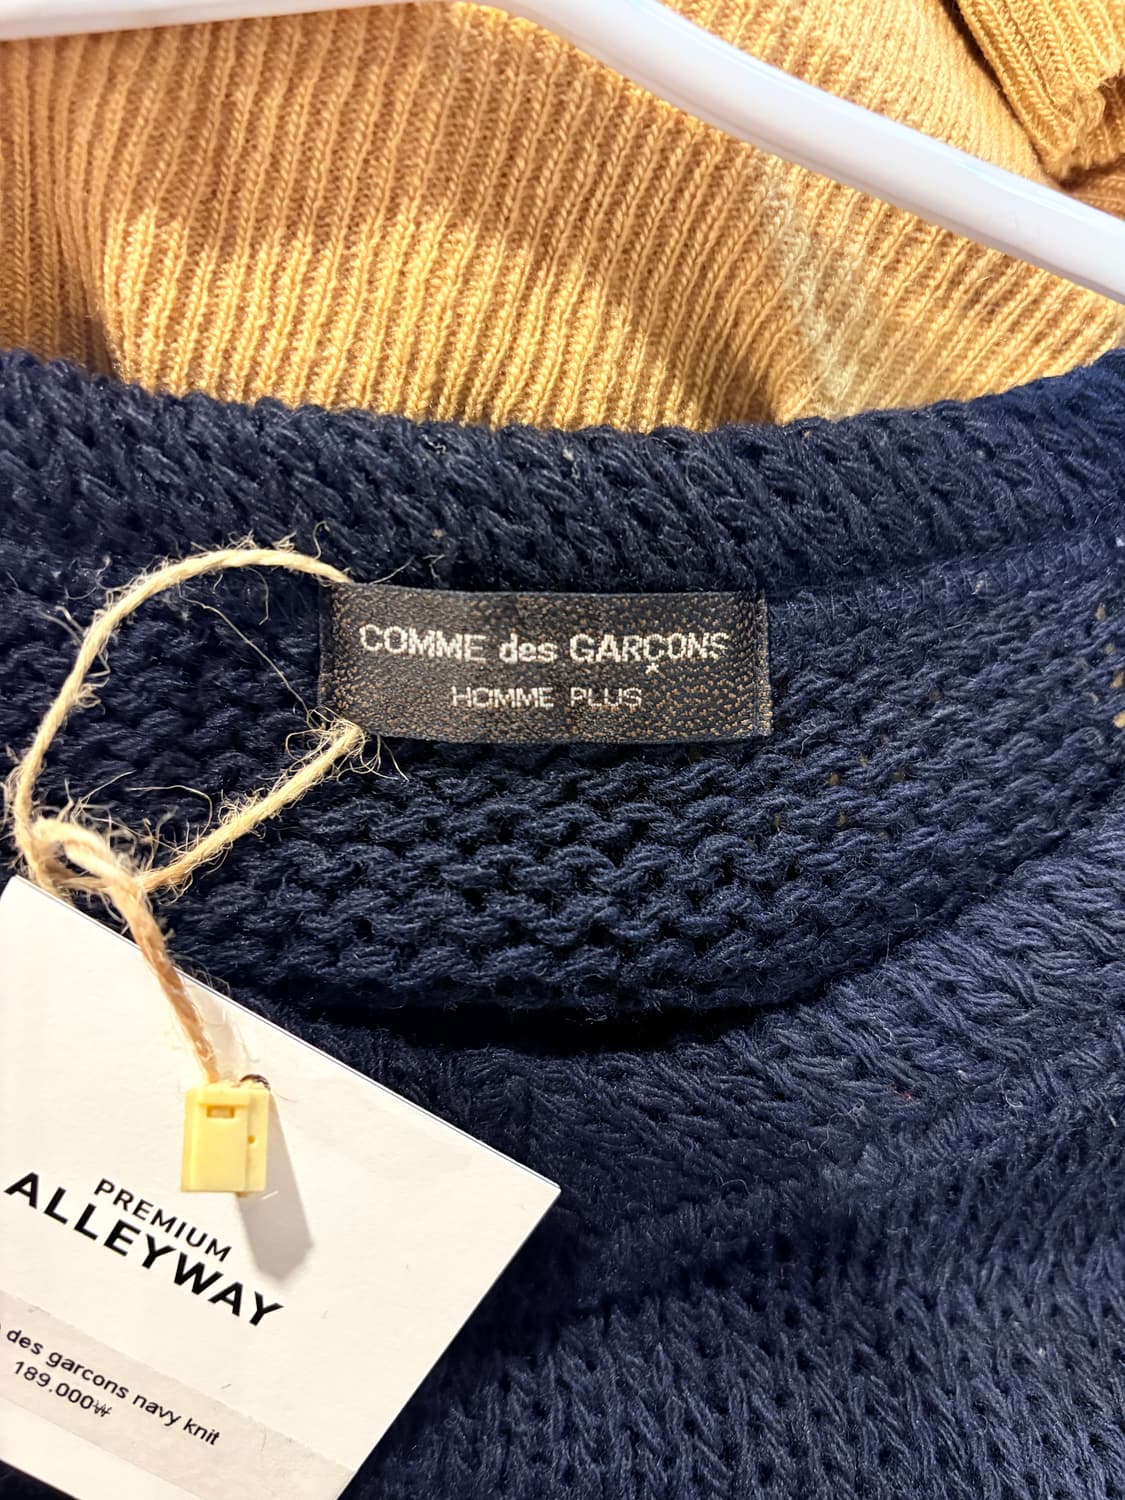 COMME des GARÇONS
HOMME PLUS
PREMIUM
ALLEYWAY
des garcons navy knit
189.000₩